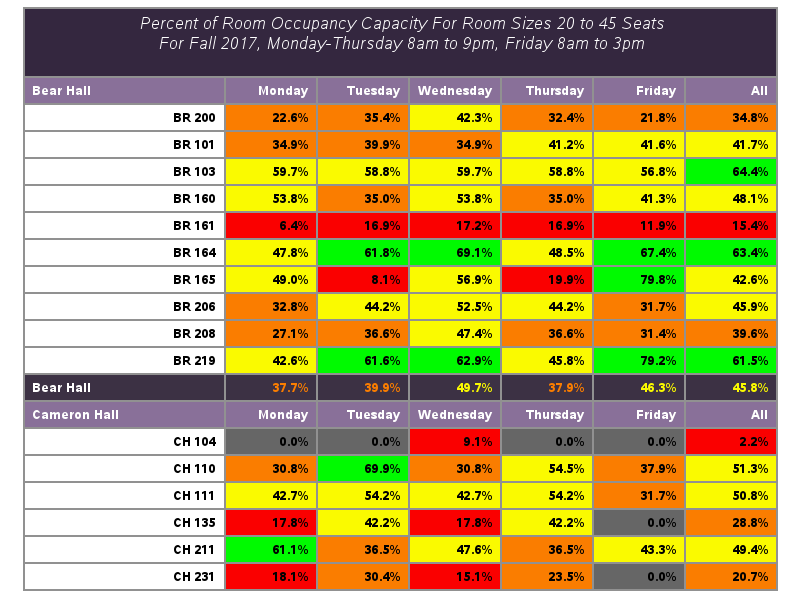 Percent of Room Occupancy Capacity For Room Sizes 20 to 45 Seats
For Fall 2017, Monday-Thursday 8am to 9pm, Friday 8am to 3pm
Bear Hall Monday Tuesday Wednesday Thursday Friday All
BR 200 22.6% 35.4% 42.3% 32.4% 21.8% 34.8%
BR 101 34.9% 39.9% 34.9% 41.2% 41.6% 41.7%
BR 103 59.7% 58.8% 59.7% 58.8% 56.8% 64.4%
BR 160 53.8% 35.0% 53.8% 35.0% 41.3% 48.1%
BR 161 6.4% 16.9% 17.2% 16.9% 11.9% 15.4%
BR 164 47.8% 61.8% 69.1% 48.5% 67.4% 63.4%
BR 165 49.0% 8.1% 56.9% 19.9% 79.8% 42.6%
BR 206 32.8% 44.2% 52.5% 44.2% 31.7% 45.9%
BR 208 27.1% 36.6% 47.4% 36.6% 31.4% 39.6%
BR 219 42.6% 61.6% 62.9% 45.8% 79.2% 61.5%
Bear Hall 37.7% 39.9% 49.7% 37.9% 46.3% 45.8%
Cameron Hall Monday Tuesday Wednesday Thursday Friday All
CH 104 0.0% 0.0% 9.1% 0.0% 0.0% 2.2%
CH 110 30.8% 69.9% 30.8% 54.5% 37.9% 51.3%
CH 111 42.7% 54.2% 42.7% 54.2% 31.7% 50.8%
CH 135 17.8% 42.2% 17.8% 42.2% 0.0% 28.8%
CH 211 61.1% 36.5% 47.6% 36.5% 43.3% 49.4%
CH 231 18.1% 30.4% 15.1% 23.5% 0.0% 20.7%